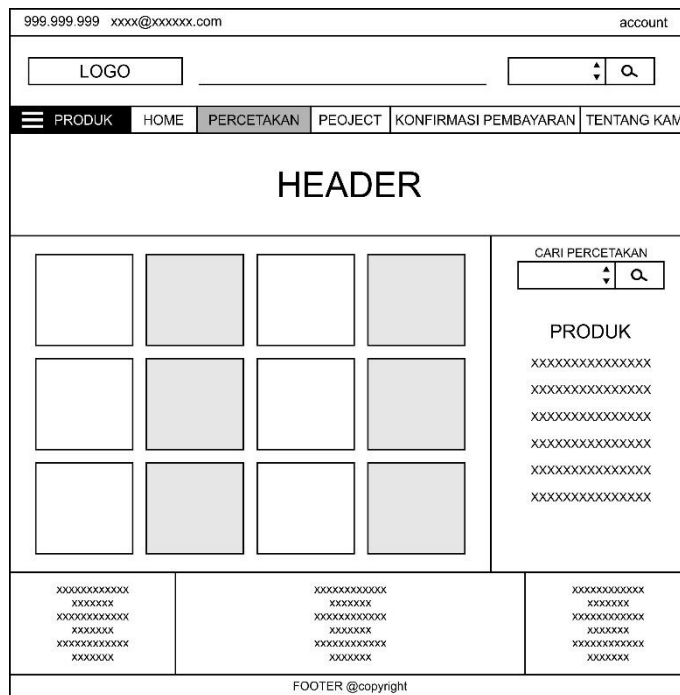 999.999.999 xxxx@xxxxxx.com account
LOGO
PRODUK HOME PERCETAKAN PEOJECT KONFIRMASI PEMBAYARAN TENTANG KAM
HEADER
CARI PERCETAKAN
PRODUK
XXXXXXXXXXXXXXX
XXXXXXXXXXXXXXX
XXXXXXXXXXXXXXX
XXXXXXXXXXXXXXX
XXXXXXXXXXXXXXX
XXXXXXXXXXXXXXX
XXXXXXXXXXXX
XXXXXXX
XXXXXXXXXXXX
XXXXXXX
XXXXXXXXXXXX
XXXXXXX
XXXXXXXXXXXX
XXXXXXX
XXXXXXXXXXXX
XXXXXXX
XXXXXXXXXXXX
XXXXXXX
XXXXXXXXXXXX
XXXXXXX
XXXXXXXXXXXX
XXXXXXX
XXXXXXXXXXXX
XXXXXXX
FOOTER @copyright